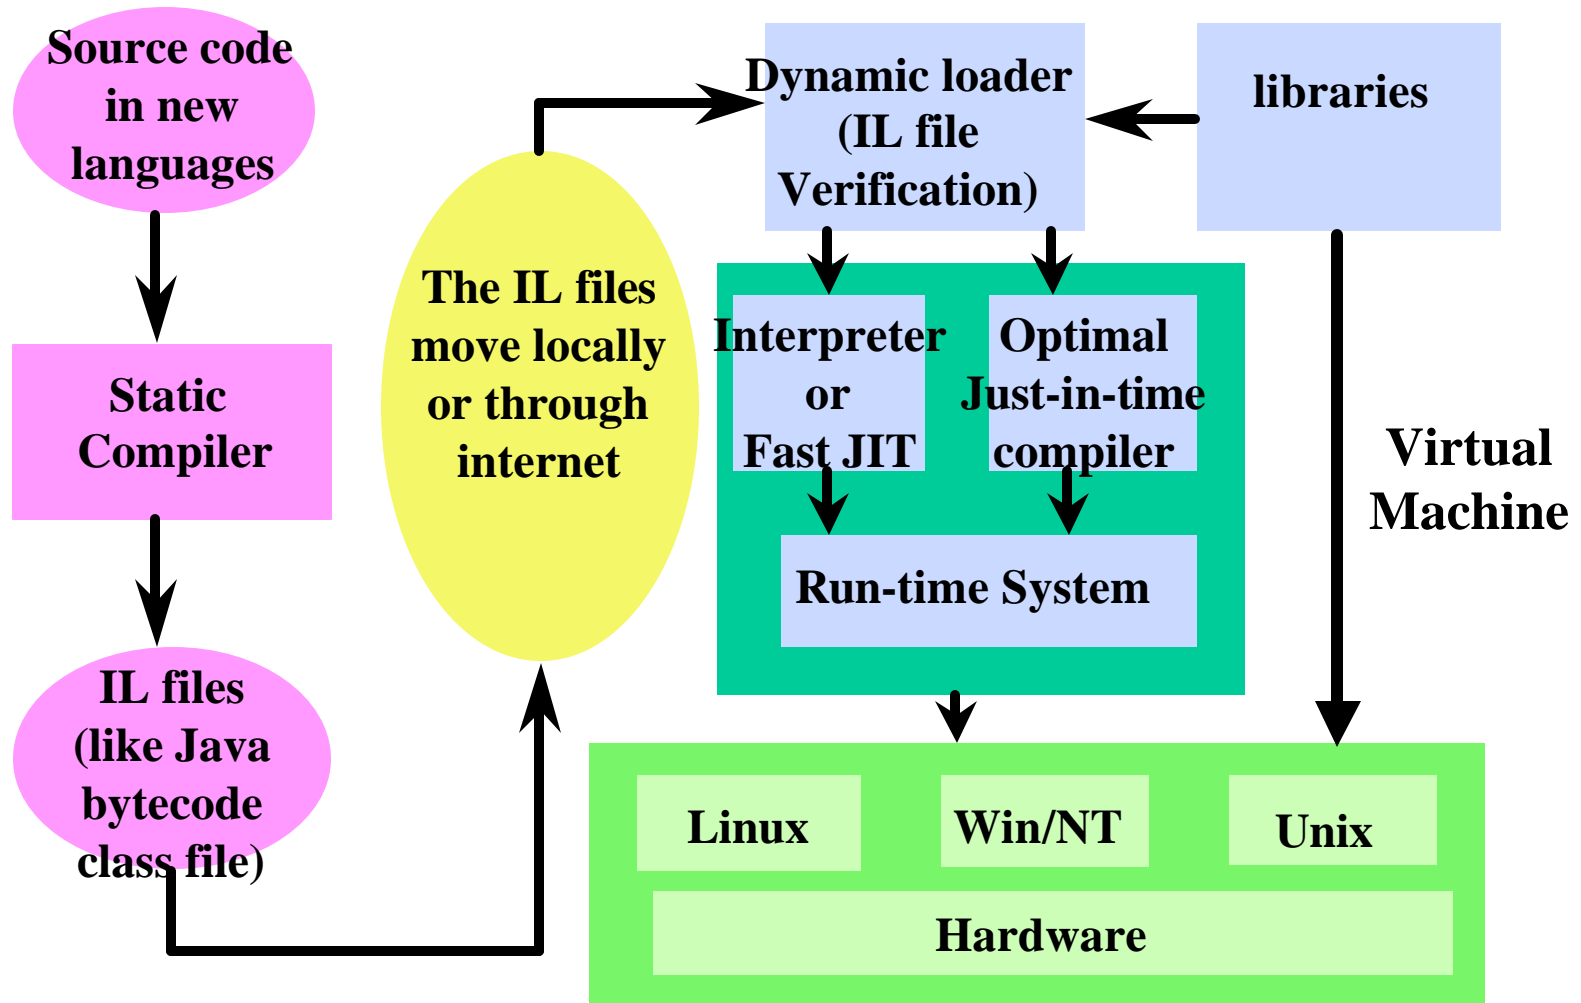 Source code
in new
languages
Static
Compiler
IL files
(like Java
bytecode
class file)
The IL files
move locally
or through
internet
Dynamic loader
(IL file
Verification)
libraries
Interpreter
or
Fast JIT
Optimal
Just-in-time
compiler
Run-time System
Virtual
Machine
Linux
Win/NT
Unix
Hardware